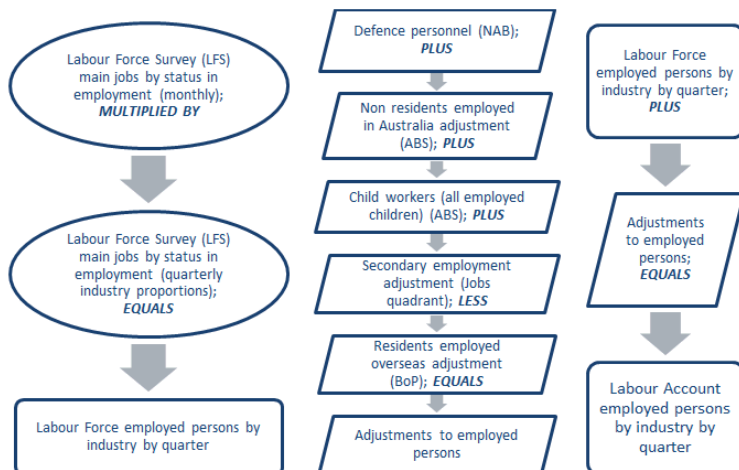 Labour Force Survey (LFS)
main jobs by status in
employment (monthly);
MULTIPLIED BY
Labour Force Survey (LFS)
main jobs by status in
employment (quarterly
industry proportions);
EQUALS
Labour Force employed persons by
industry by quarter
Defence personnel (NAB);
PLUS
Non residents employed
in Australia adjustment
(ABS); PLUS
Child workers (all employed
children) (ABS); PLUS
Secondary employment
adjustment (Jobs
quadrant); LESS
Residents employed
overseas adjustment
(BoP); EQUALS
Adjustments to employed
persons
Labour Force
employed persons by
industry by quarter;
PLUS
Adjustments
to employed
persons;
EQUALS
Labour Account
employed persons
by industry by
quarter